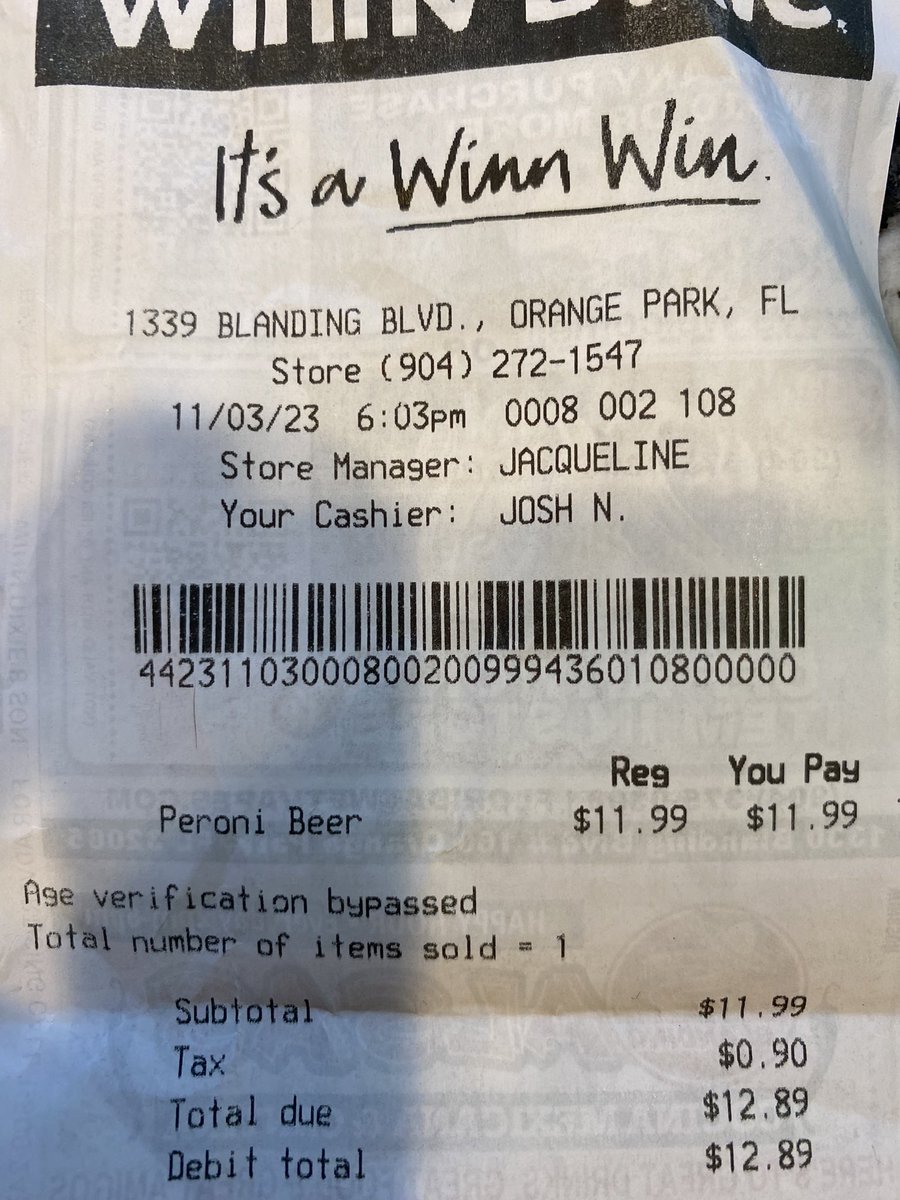 It's a Winn Win.
1339 BLANDING BLVD., ORANGE PARK, FL
Store (904) 272-1547
11/03/23 6:03pm 0008 002 108
Store Manager: JACQUELINE
Your Cashier: JOSH N.
44231103000800200999436010800000
Reg You Pay
Peroni Beer $11.99 $11.99
Age verification bypassed
Total number of items sold = 1
Subtotal $11.99
Tax $0.90
Total due $12.89
Debit total $12.89